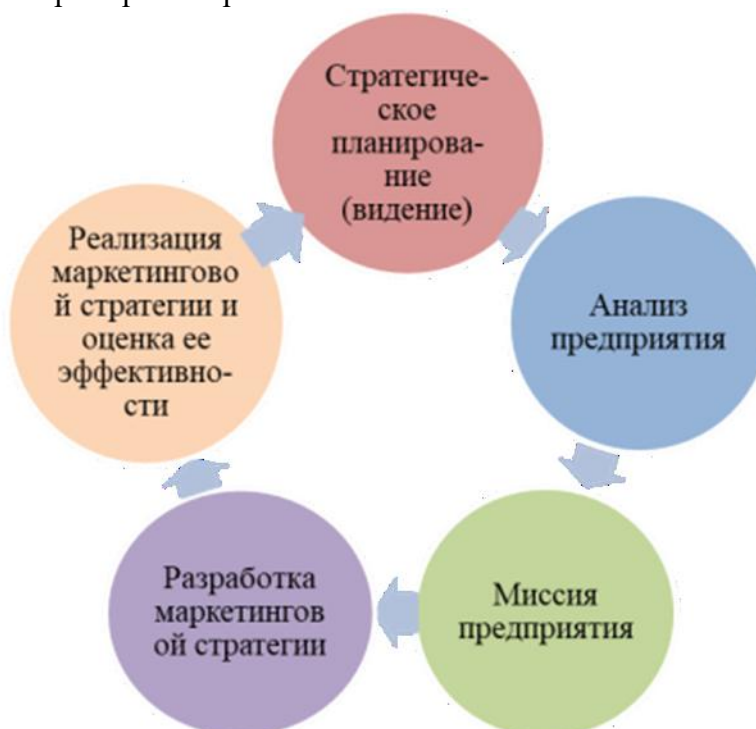 Стратегиче-
ское
планирова-
ние
(видение)
Анализ
предприятия
Миссия
предприятия
Разработка
маркетингов
ой стратегии
Реализация
маркетингово
й стратегии и
оценка ее
эффективно-
сти